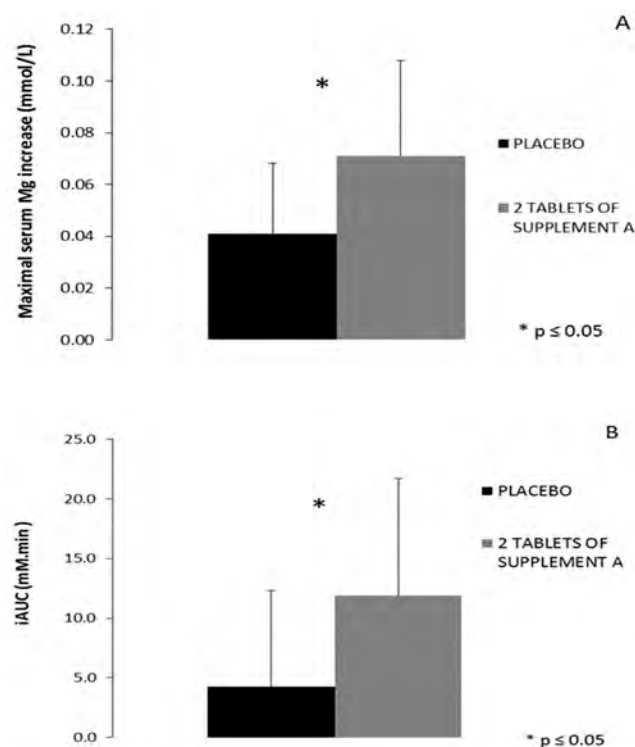 A
Maximal serum Mg increase (mmol/L)
0.12
0.10
0.08
0.06
0.04
0.02
0.00
*
PLACEBO
2 TABLETS OF
SUPPLEMENT A
* p ≤ 0.05
B
iAUC (mM.min)
25.0
20.0
15.0
10.0
5.0
0.0
*
PLACEBO
2 TABLETS OF
SUPPLEMENT A
* p ≤ 0.05